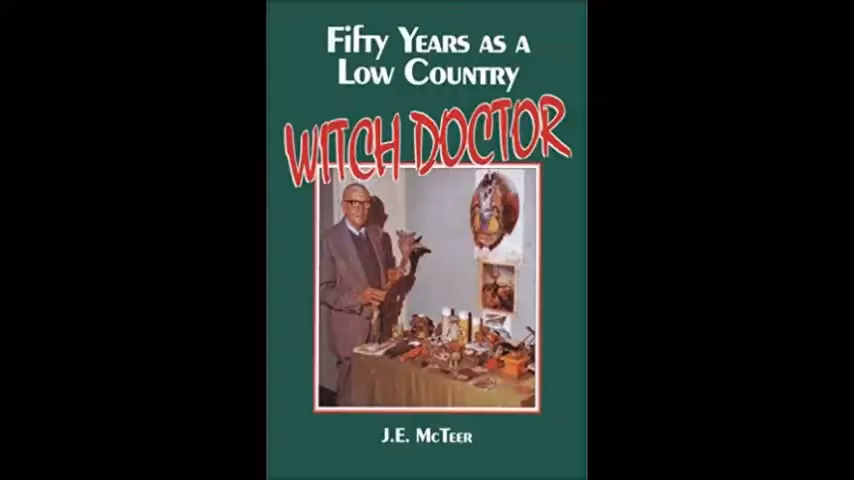 Fifty Years as a
Low Country
WITCH DOCTOR
J.E. McTeer